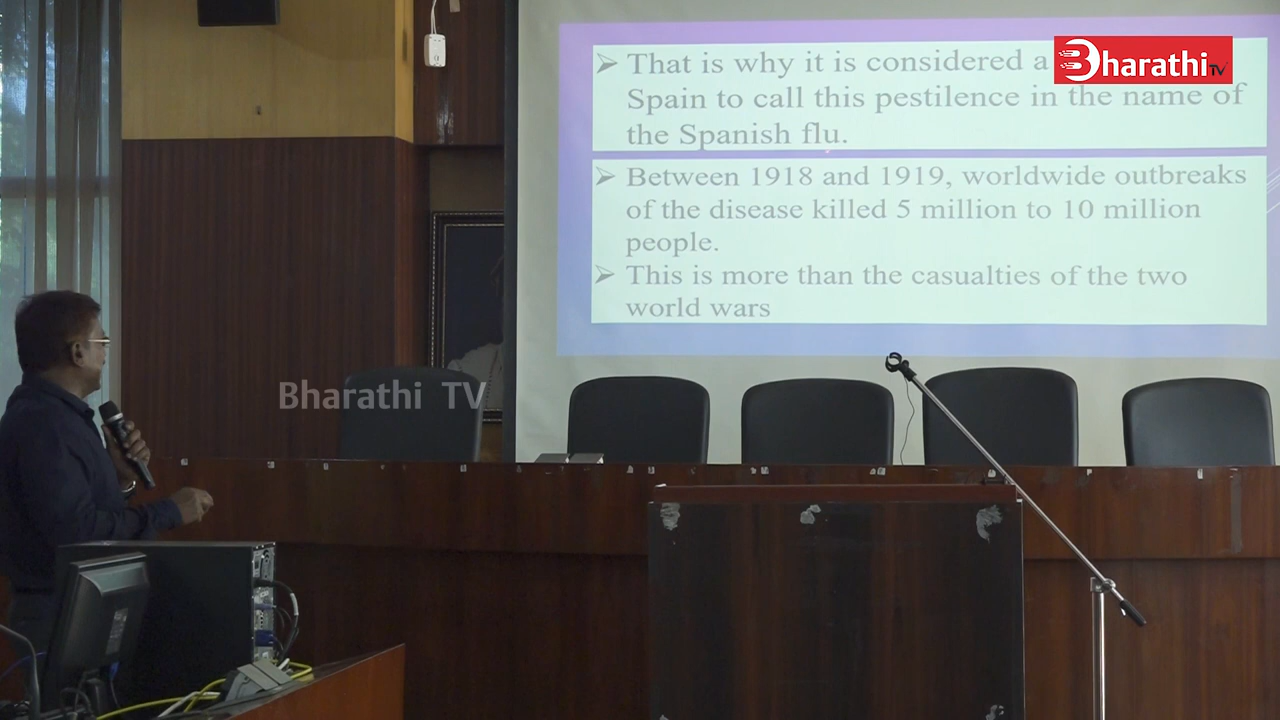 That is why it is considered a
Spain to call this pestilence in the name of
the Spanish flu.
Between 1918 and 1919, worldwide outbreaks
of the disease killed 5 million to 10 million
people.
This is more than the casualties of the two
world wars
Bharathi TV
Bharathi TV